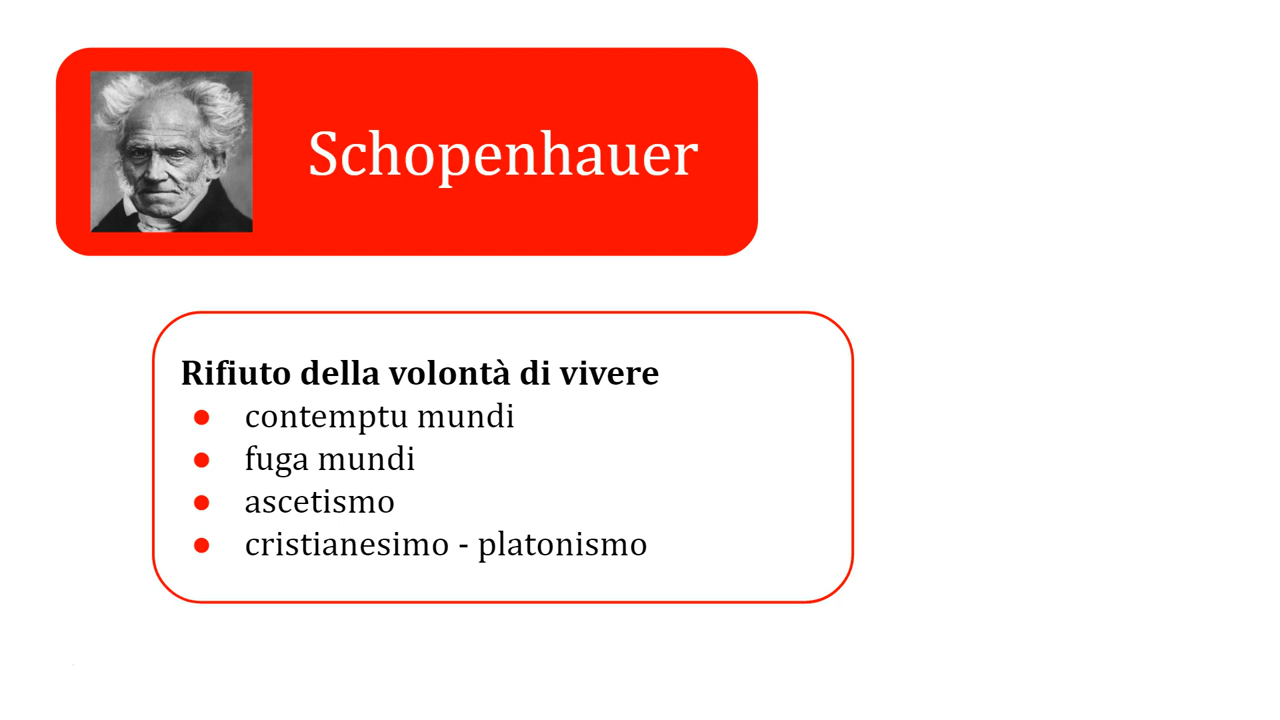 Schopenhauer
Rifiuto della volontà di vivere
● contemptu mundi
● fuga mundi
● ascetismo
● cristianesimo - platonismo